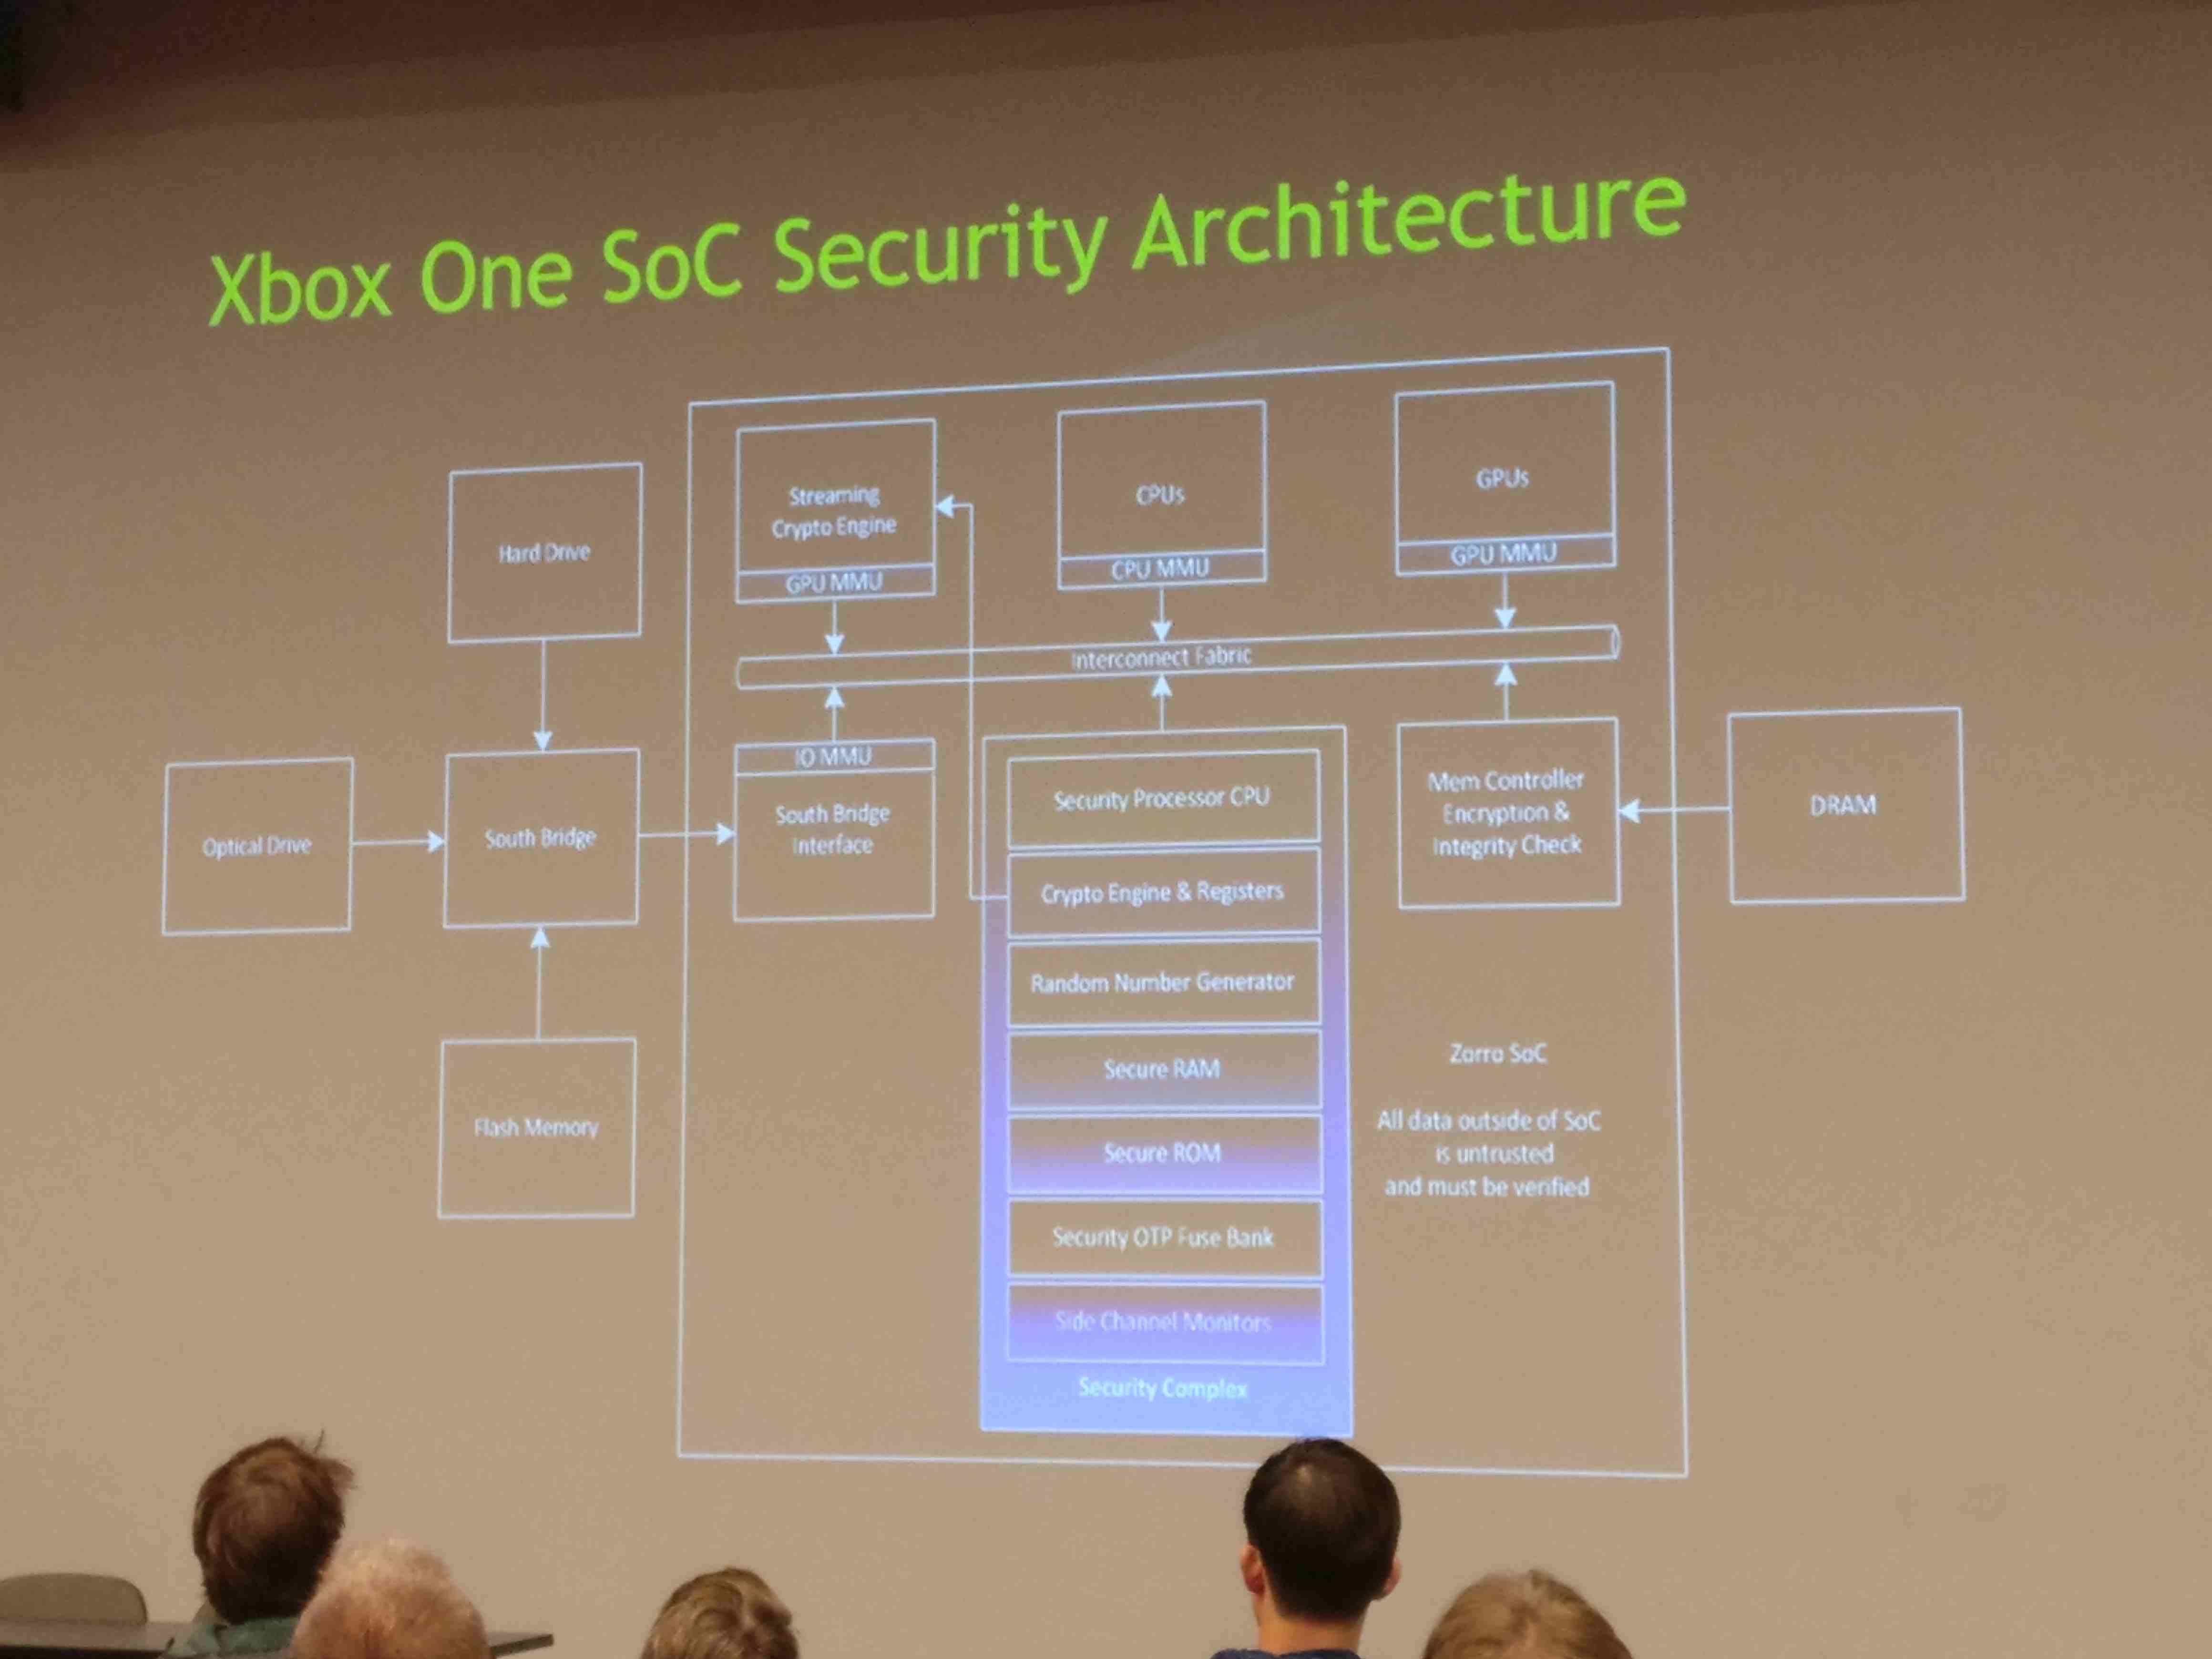 Xbox One SoC Security Architecture
Streaming
Crypto Engine
GPU MMU
CPUs
CPU MMU
GPUs
GPU MMU
Hard Drive
Interconnect Fabric
Optical Drive
South Bridge
IO MMU
South Bridge
Interface
Security Processor CPU
Crypto Engine & Registers
Random Number Generator
Secure RAM
Secure ROM
Security OTP Fuse Bank
Side Channel Monitors
Security Complex
Mem Controller
Encryption &
Integrity Check
DRAM
Flash Memory
Zorro SoC
All data outside of SoC
is untrusted
and must be verified